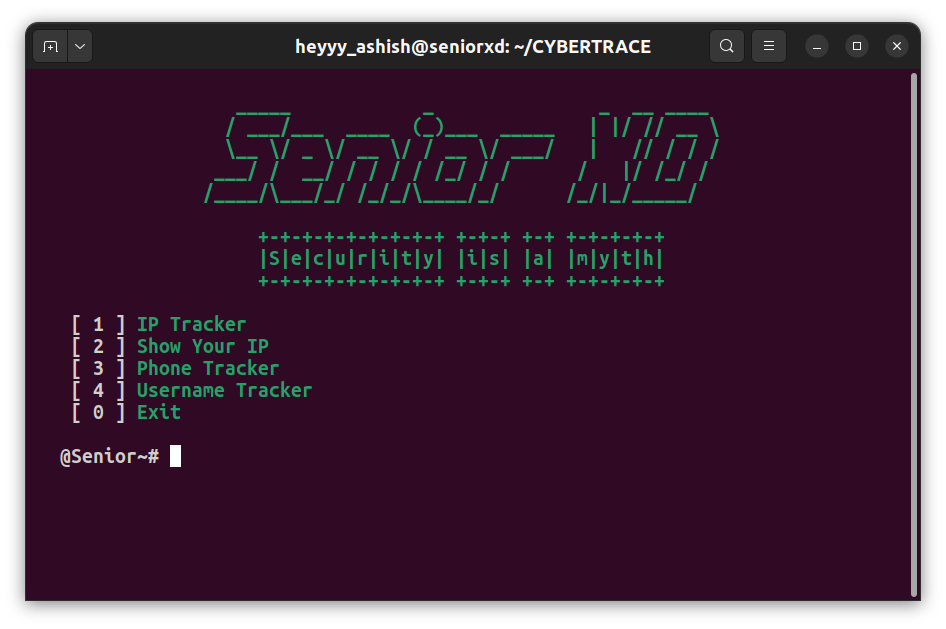 heyyy_ashish@seniorxd: ~/CYBERTRACE
Senior XD
|S|e|c|u|r|i|t|y| |i|s| |a| |m|y|t|h|
[ 1 ] IP Tracker
[ 2 ] Show Your IP
[ 3 ] Phone Tracker
[ 4 ] Username Tracker
[ 0 ] Exit
@Senior~#